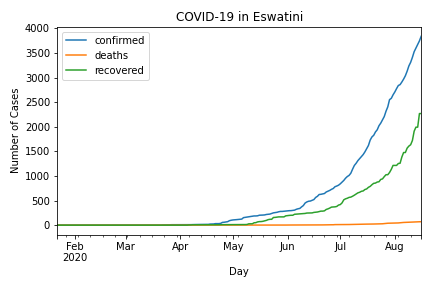 COVID-19 in Eswatini
4000
3500
3000
2500
2000
1500
1000
500
0
Number of Cases
confirmed
deaths
recovered
Feb
2020
Mar
Apr
May
Jun
Jul
Aug
Day